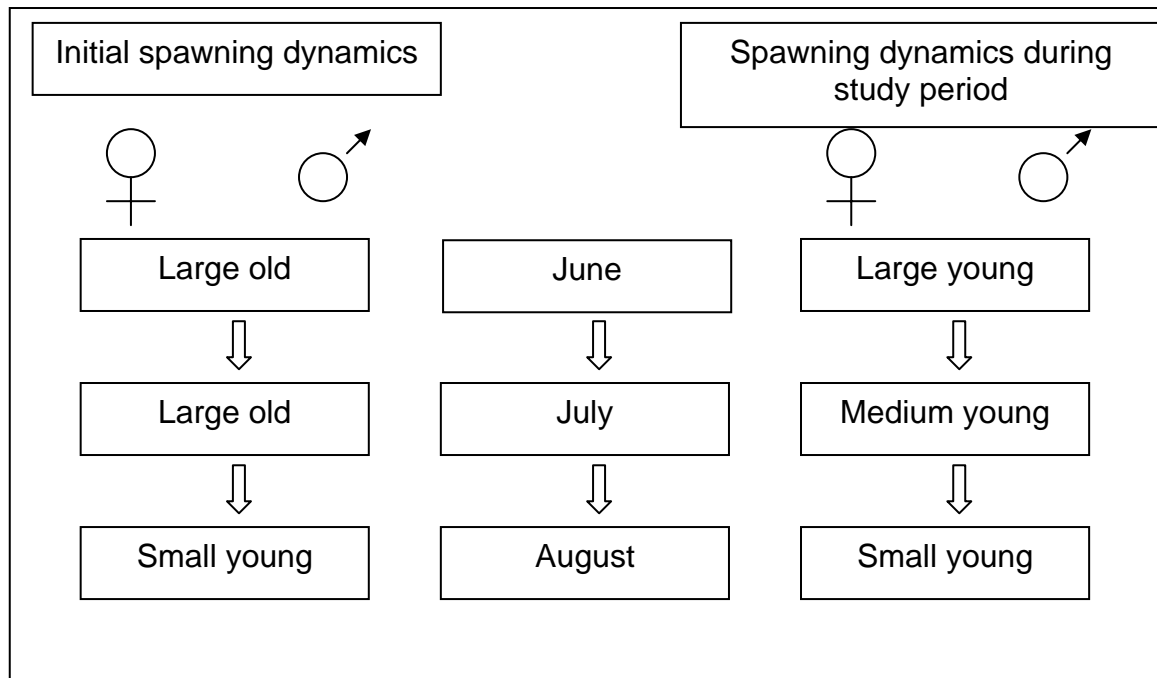 Initial spawning dynamics
Spawning dynamics during
study period
Large old
June
Large young
Large old
July
Medium young
Small young
August
Small young